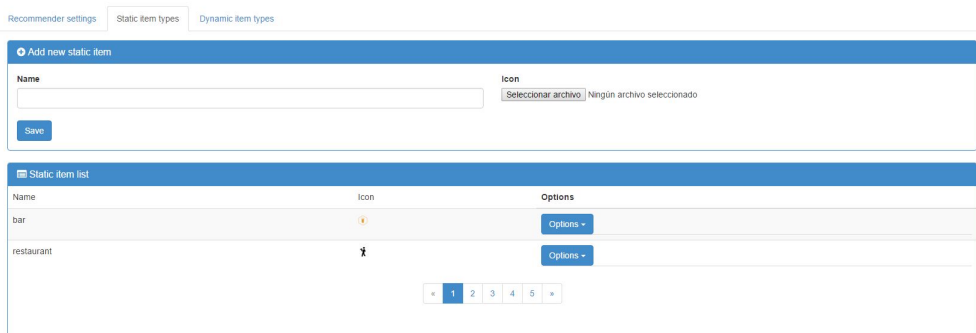 Recommender settings Static item types Dynamic item types
Add new static item
Name Icon
Seleccionar archivo Ningún archivo seleccionado
Save
Static item list
Name Icon Options
bar Options
restaurant Options
« 1 2 3 4 5 »